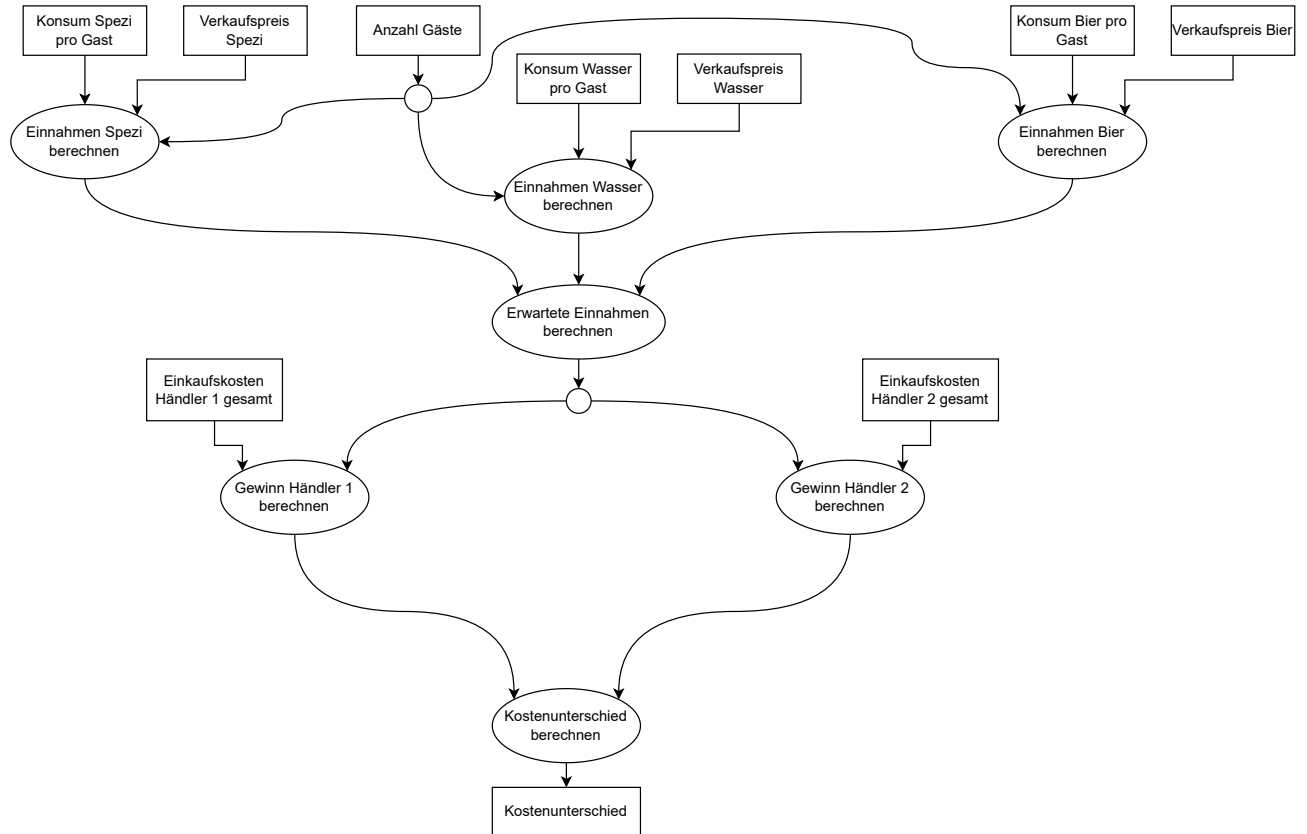 Konsum Spezi
pro Gast
Verkaufspreis
Spezi
Anzahl Gäste
Konsum Bier pro
Gast
Verkaufspreis Bier
Konsum Wasser
pro Gast
Verkaufspreis
Wasser
Einnahmen Spezi
berechnen
Einnahmen Bier
berechnen
Einnahmen Wasser
berechnen
Erwartete Einnahmen
berechnen
Einkaufskosten
Händler 1 gesamt
Einkaufskosten
Händler 2 gesamt
Gewinn Händler 1
berechnen
Gewinn Händler 2
berechnen
Kostenunterschied
berechnen
Kostenunterschied